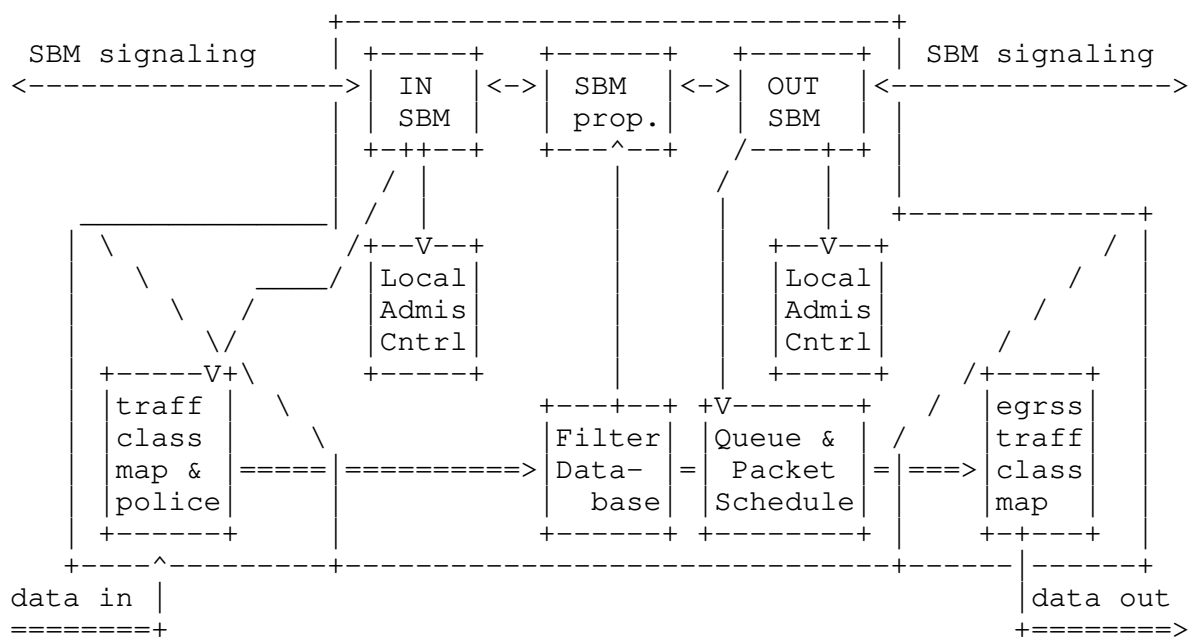 SBM signaling SBM signaling
IN SBM OUT
SBM prop. SBM
Local Local
Admis Admis
Cntrl Cntrl
traff egrss
class Filter Queue & traff
map & Data- Packet class
police base Schedule map
data in data out